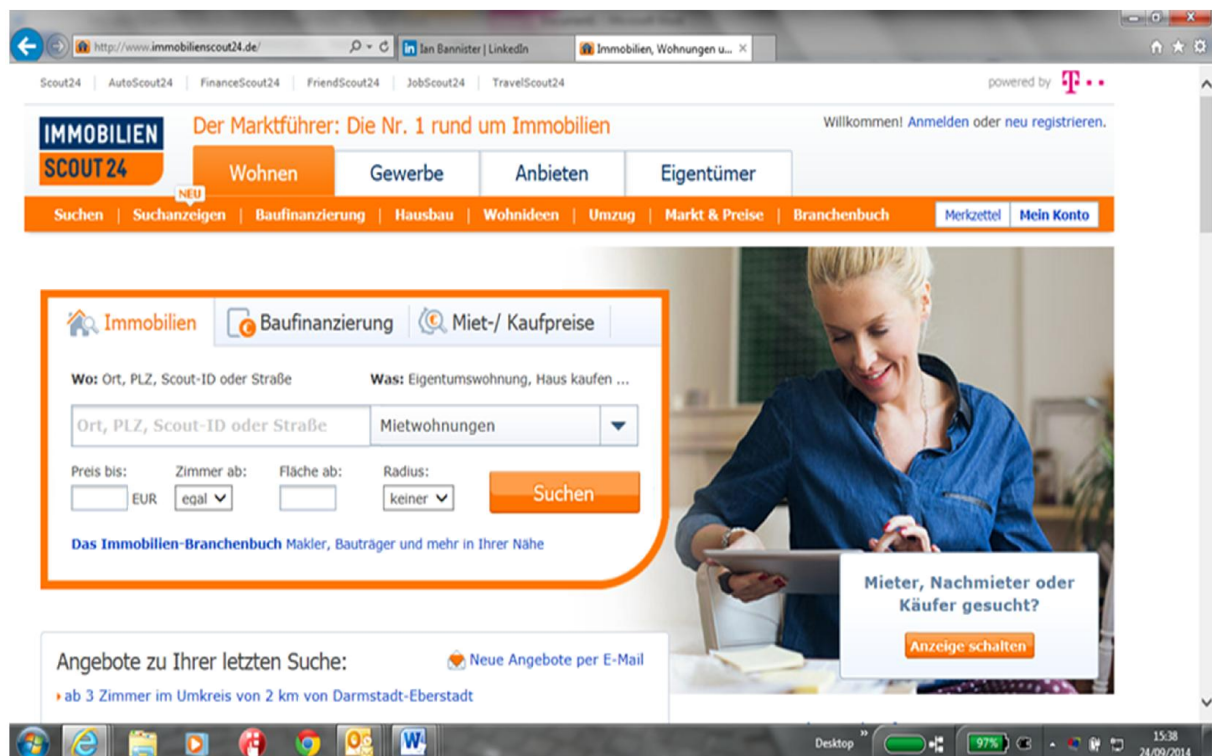 http://www.immobilienscout24.de/
Ian Bannister | LinkedIn
Immobilien, Wohnungen u...
Scout24 | AutoScout24 | FinanceScout24 | FriendScout24 | JobScout24 | TravelScout24
powered by T
IMMOBILIEN
SCOUT 24
Der Marktführer: Die Nr. 1 rund um Immobilien
Willkommen! Anmelden oder neu registrieren.
Wohnen Gewerbe Anbieten Eigentümer
NEU
Suchen | Suchanzeigen | Baufinanzierung | Hausbau | Wohnideen | Umzug | Markt & Preise | Branchenbuch Merkzettel Mein Konto
Immobilien Baufinanzierung Miet-/ Kaufpreise
Wo: Ort, PLZ, Scout-ID oder Straße Was: Eigentumswohnung, Haus kaufen ...
Ort, PLZ, Scout-ID oder Straße Mietwohnungen
Preis bis: Zimmer ab: Fläche ab: Radius:
EUR egal keiner Suchen
Das Immobilien-Branchenbuch Makler, Bauträger und mehr in Ihrer Nähe
Mieter, Nachmieter oder
Käufer gesucht?
Anzeige schalten
Angebote zu Ihrer letzten Suche: Neue Angebote per E-Mail
ab 3 Zimmer im Umkreis von 2 km von Darmstadt-Eberstadt
Desktop 97% 15:38
24/09/2014